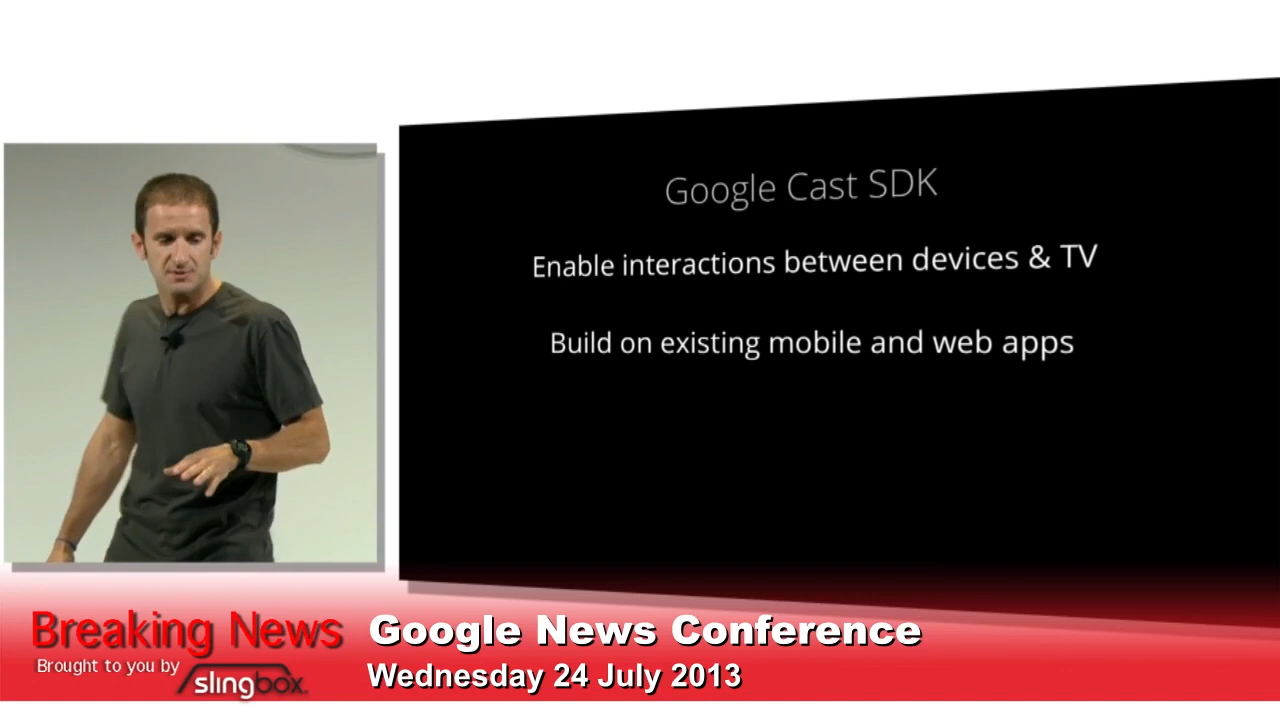 Google Cast SDK
Enable interactions between devices & TV
Build on existing mobile and web apps
Breaking News
Brought to you by
slingbox
Google News Conference
Wednesday 24 July 2013